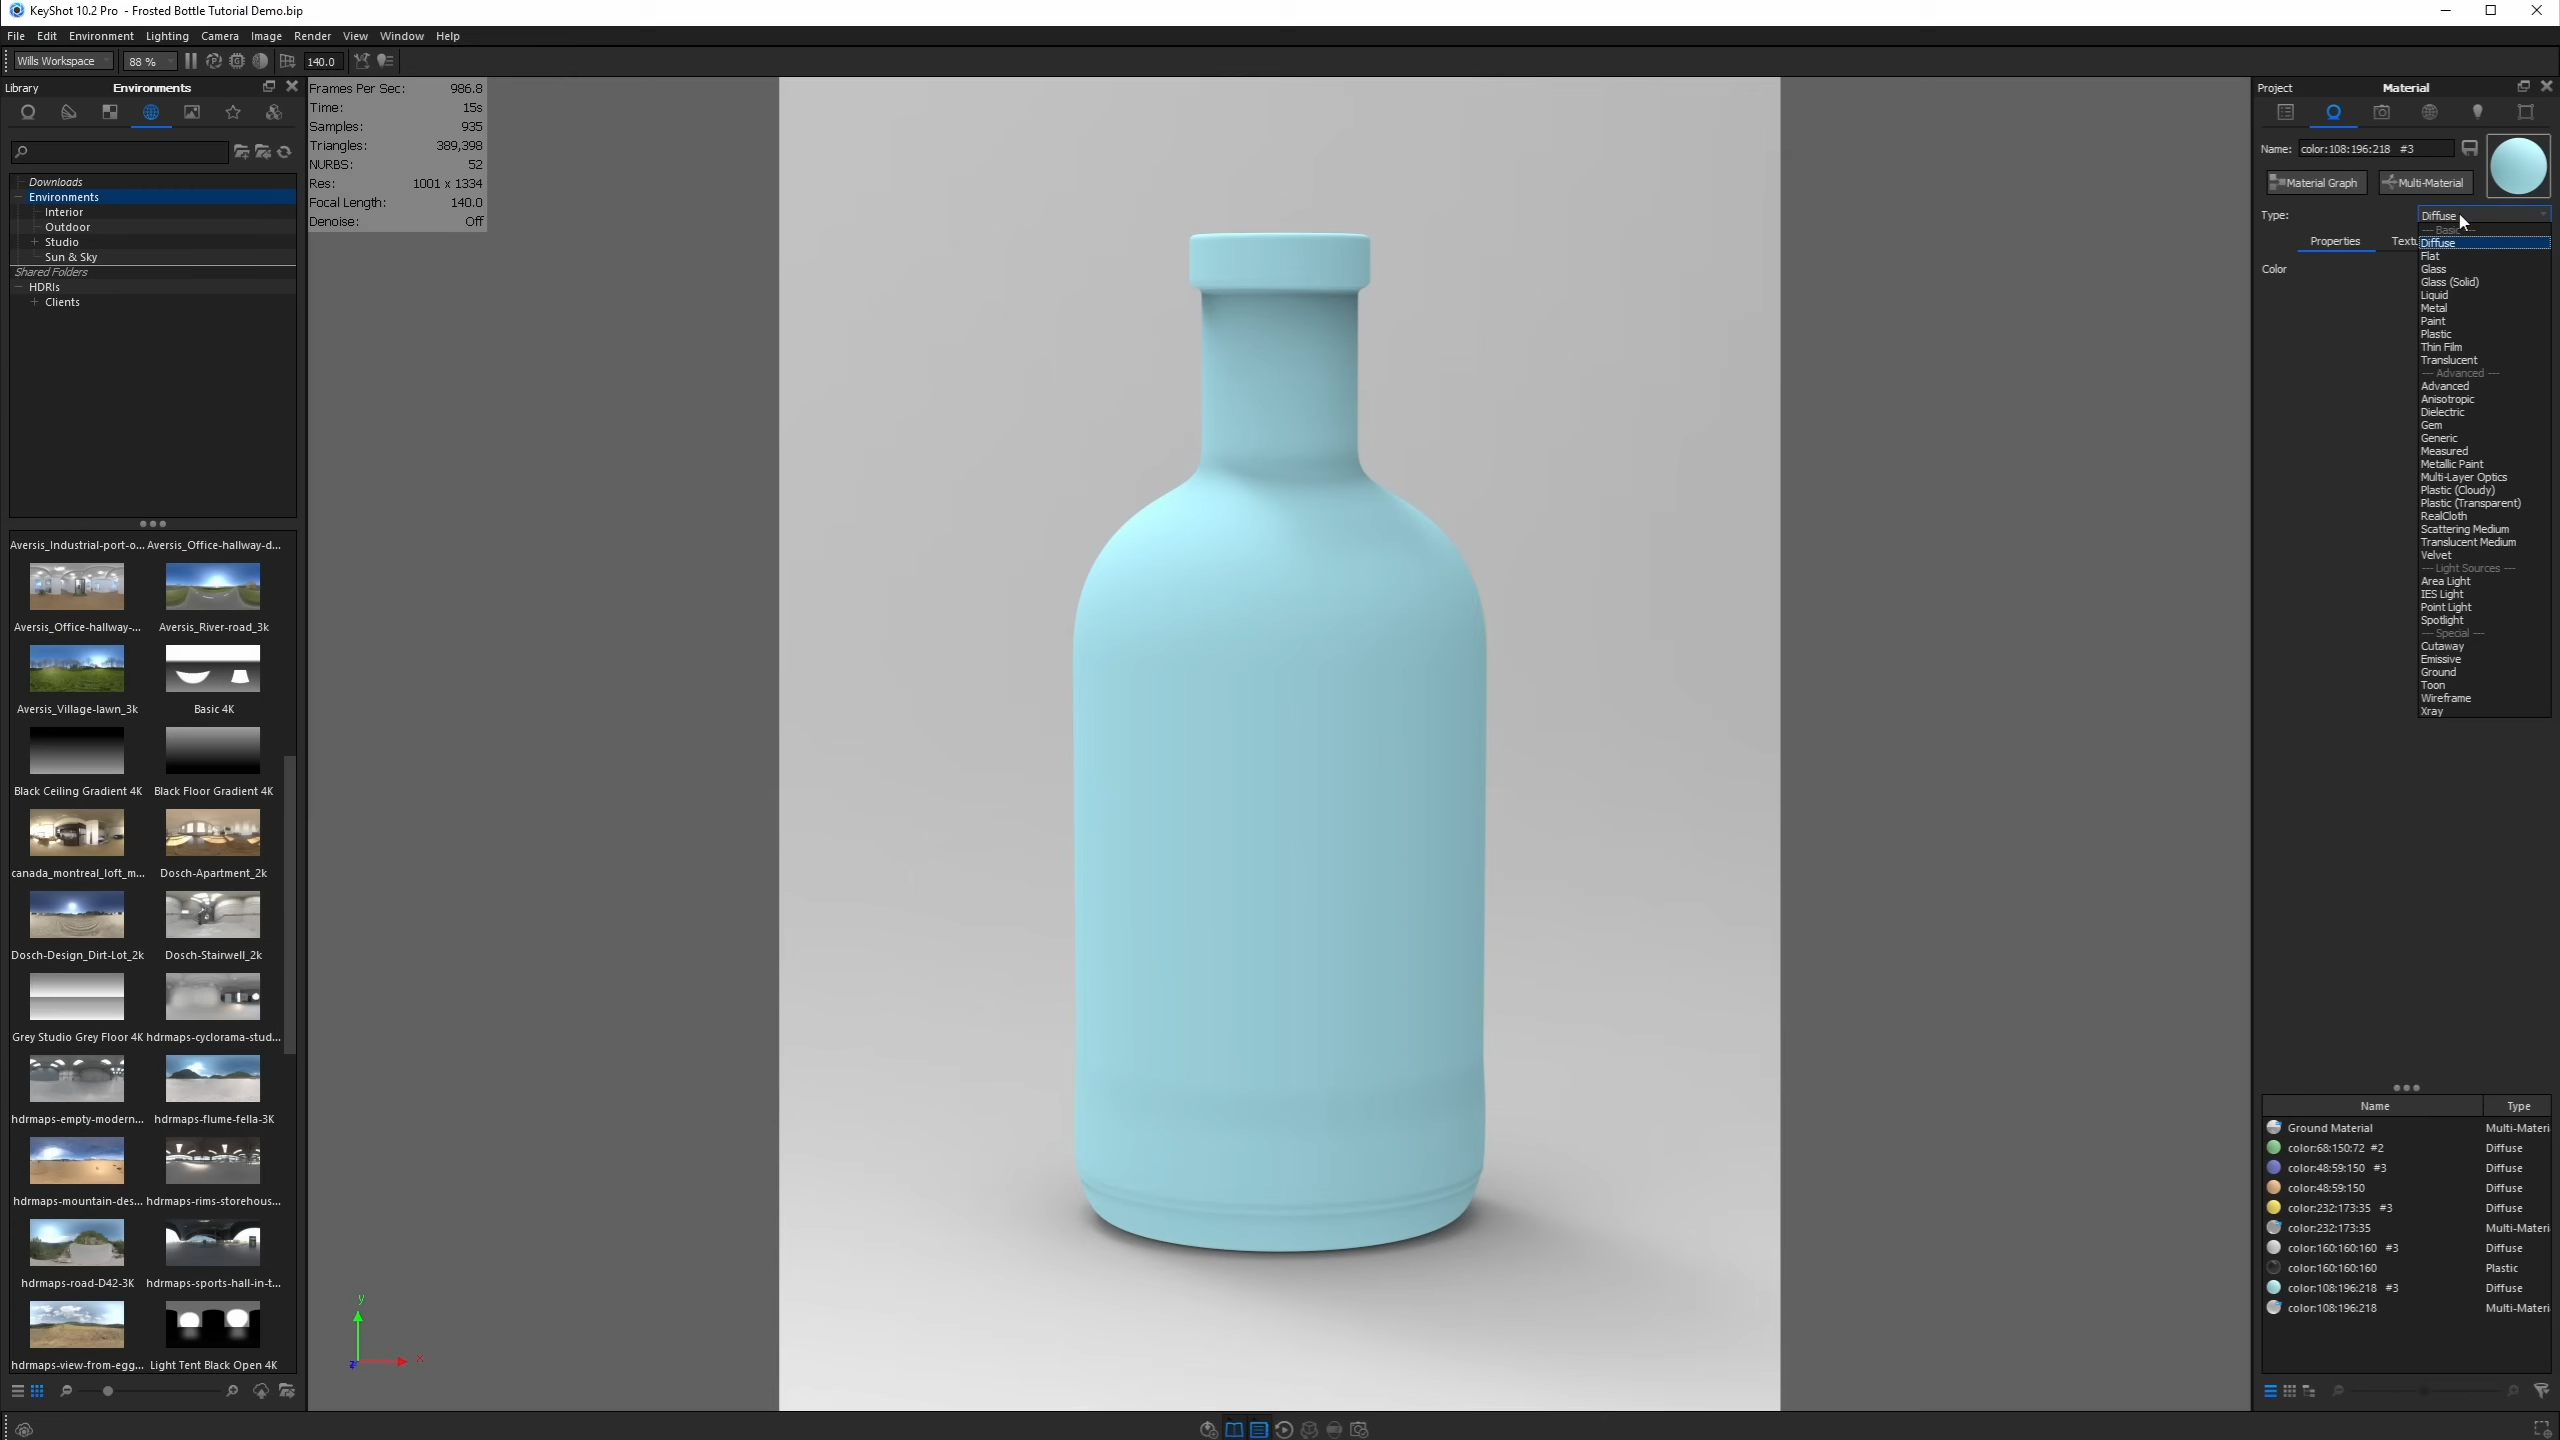 KeyShot 10.2 Pro  - Frosted Bottle Tutorial Demo.bip
File Edit Environment Lighting Camera Image Render View Window Help
Wills Workspace 88 % 140.0
Library Environments
Downloads
Environments
Interior
Outdoor
Studio
Sun & Sky
Shared Folders
HDRIs
Clients
Aversis_Industrial-port-o... Aversis_Office-hallway-d...
Aversis_Office-hallway-... Aversis_River-road_3k
Aversis_Village-lawn_3k Basic 4K
Black Ceiling Gradient 4K Black Floor Gradient 4K
canada_montreal_loft_m... Dosch-Apartment_2k
Dosch-Design_Dirt-Lot_2k Dosch-Stairwell_2k
Grey Studio Grey Floor 4K hdrmaps-cyclorama-stud...
hdrmaps-empty-modern... hdrmaps-flume-fella-3K
hdrmaps-mountain-des... hdrmaps-rims-storehous...
hdrmaps-road-D42-3K hdrmaps-sports-hall-in-t...
hdrmaps-view-from-egg... Light Tent Black Open 4K
Frames Per Sec: 986.8
Time: 15s
Samples: 935
Triangles: 389,398
NURBS: 52
Res: 1001 x 1334
Focal Length: 140.0
Denoise: Off
y
x
z
Project Material
Name: color:108:196:218 #3
Material Graph Multi-Material
Type: Diffuse
Properties Textu
Color
--- Basic ---
Diffuse
Flat
Glass
Glass (Solid)
Liquid
Metal
Paint
Plastic
Thin Film
Translucent
--- Advanced ---
Advanced
Anisotropic
Dielectric
Gem
Generic
Measured
Metallic Paint
Multi-Layer Optics
Plastic (Cloudy)
Plastic (Transparent)
RealCloth
Scattering Medium
Translucent Medium
Velvet
--- Light Sources ---
Area Light
IES Light
Point Light
Spotlight
--- Special ---
Cutaway
Emissive
Ground
Toon
Wireframe
Xray
Name Type
Ground Material Multi-Materi
color:68:150:72 #2 Diffuse
color:48:59:150 #3 Diffuse
color:48:59:150 Diffuse
color:232:173:35 #3 Diffuse
color:232:173:35 Multi-Materi
color:160:160:160 #3 Diffuse
color:160:160:160 Plastic
color:108:196:218 #3 Diffuse
color:108:196:218 Multi-Materi